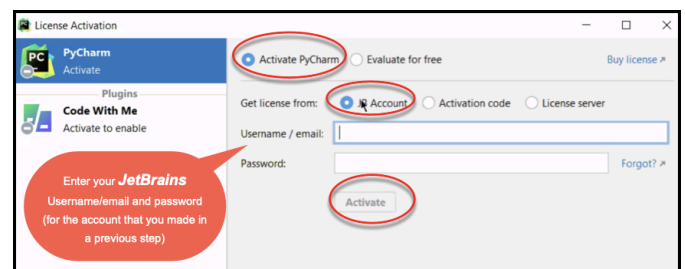 License Activation
PC
PyCharm
Activate
Plugins
Code With Me
Activate to enable
Activate PyCharm
Evaluate for free
Buy license
Get license from:
JB Account
Activation code
License server
Username / email:
Password:
Forgot?
Activate
Enter your JetBrains
Username/email and password
(for the account that you made in
a previous step)